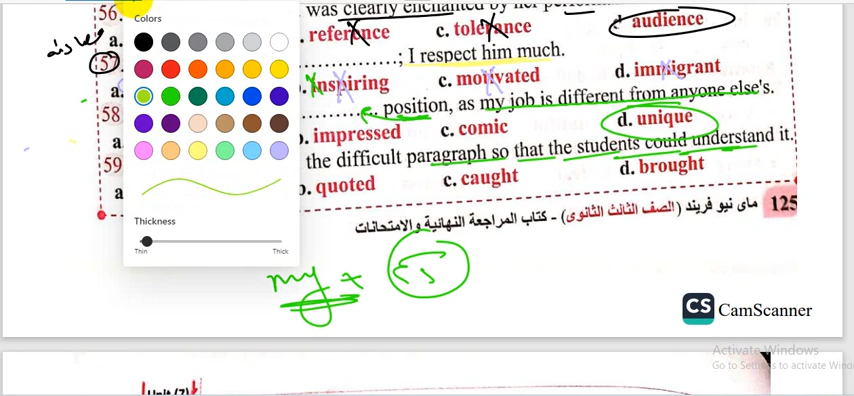 56.
Colors
was clearly enchanted by her
a.
. reference c. tolerance d. audience
معادلة
57
............; I respect him much.
. inspiring c. motivated d. immigrant
............ position, as my job is different from anyone else's.
58
a
b. impressed c. comic d. unique
59
the difficult paragraph so that the students could understand it.
a
b. quoted c. caught d. brought
Thickness
Thin Thick
125 ماى نيو فريند (الصف الثالث الثانوى) - كتاب المراجعة النهائية والامتحانات
my +
CS CamScanner
Activate Windows
Go to Settings to activate Wind
Unit (7)